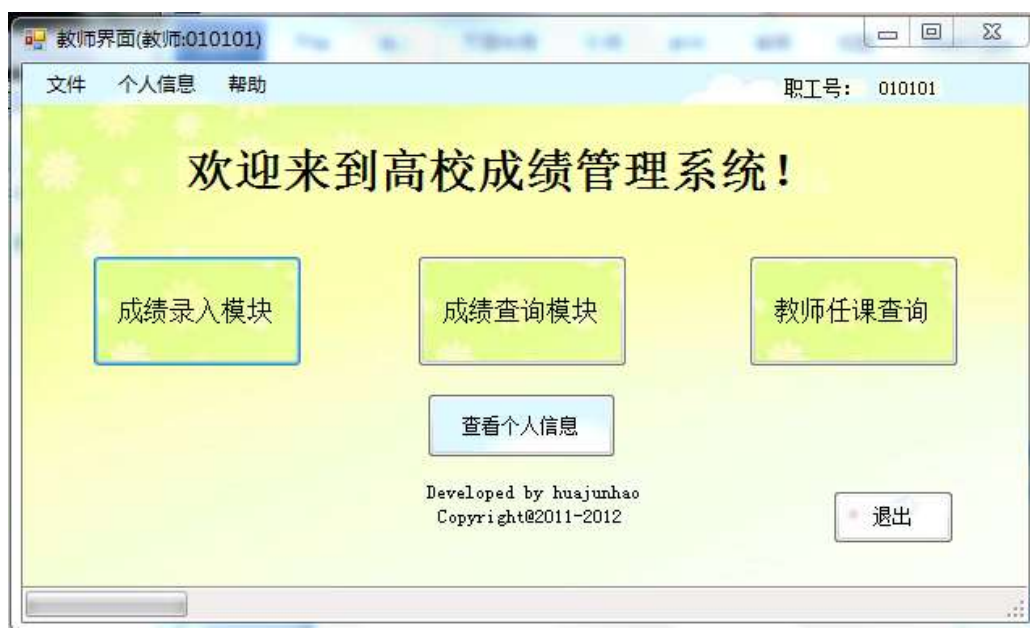 教师界面(教师:010101)
文件 个人信息 帮助
职工号： 010101
欢迎来到高校成绩管理系统！
成绩录入模块 成绩查询模块 教师任课查询
查看个人信息
Developed by huajunhao
Copyright@2011-2012
退出